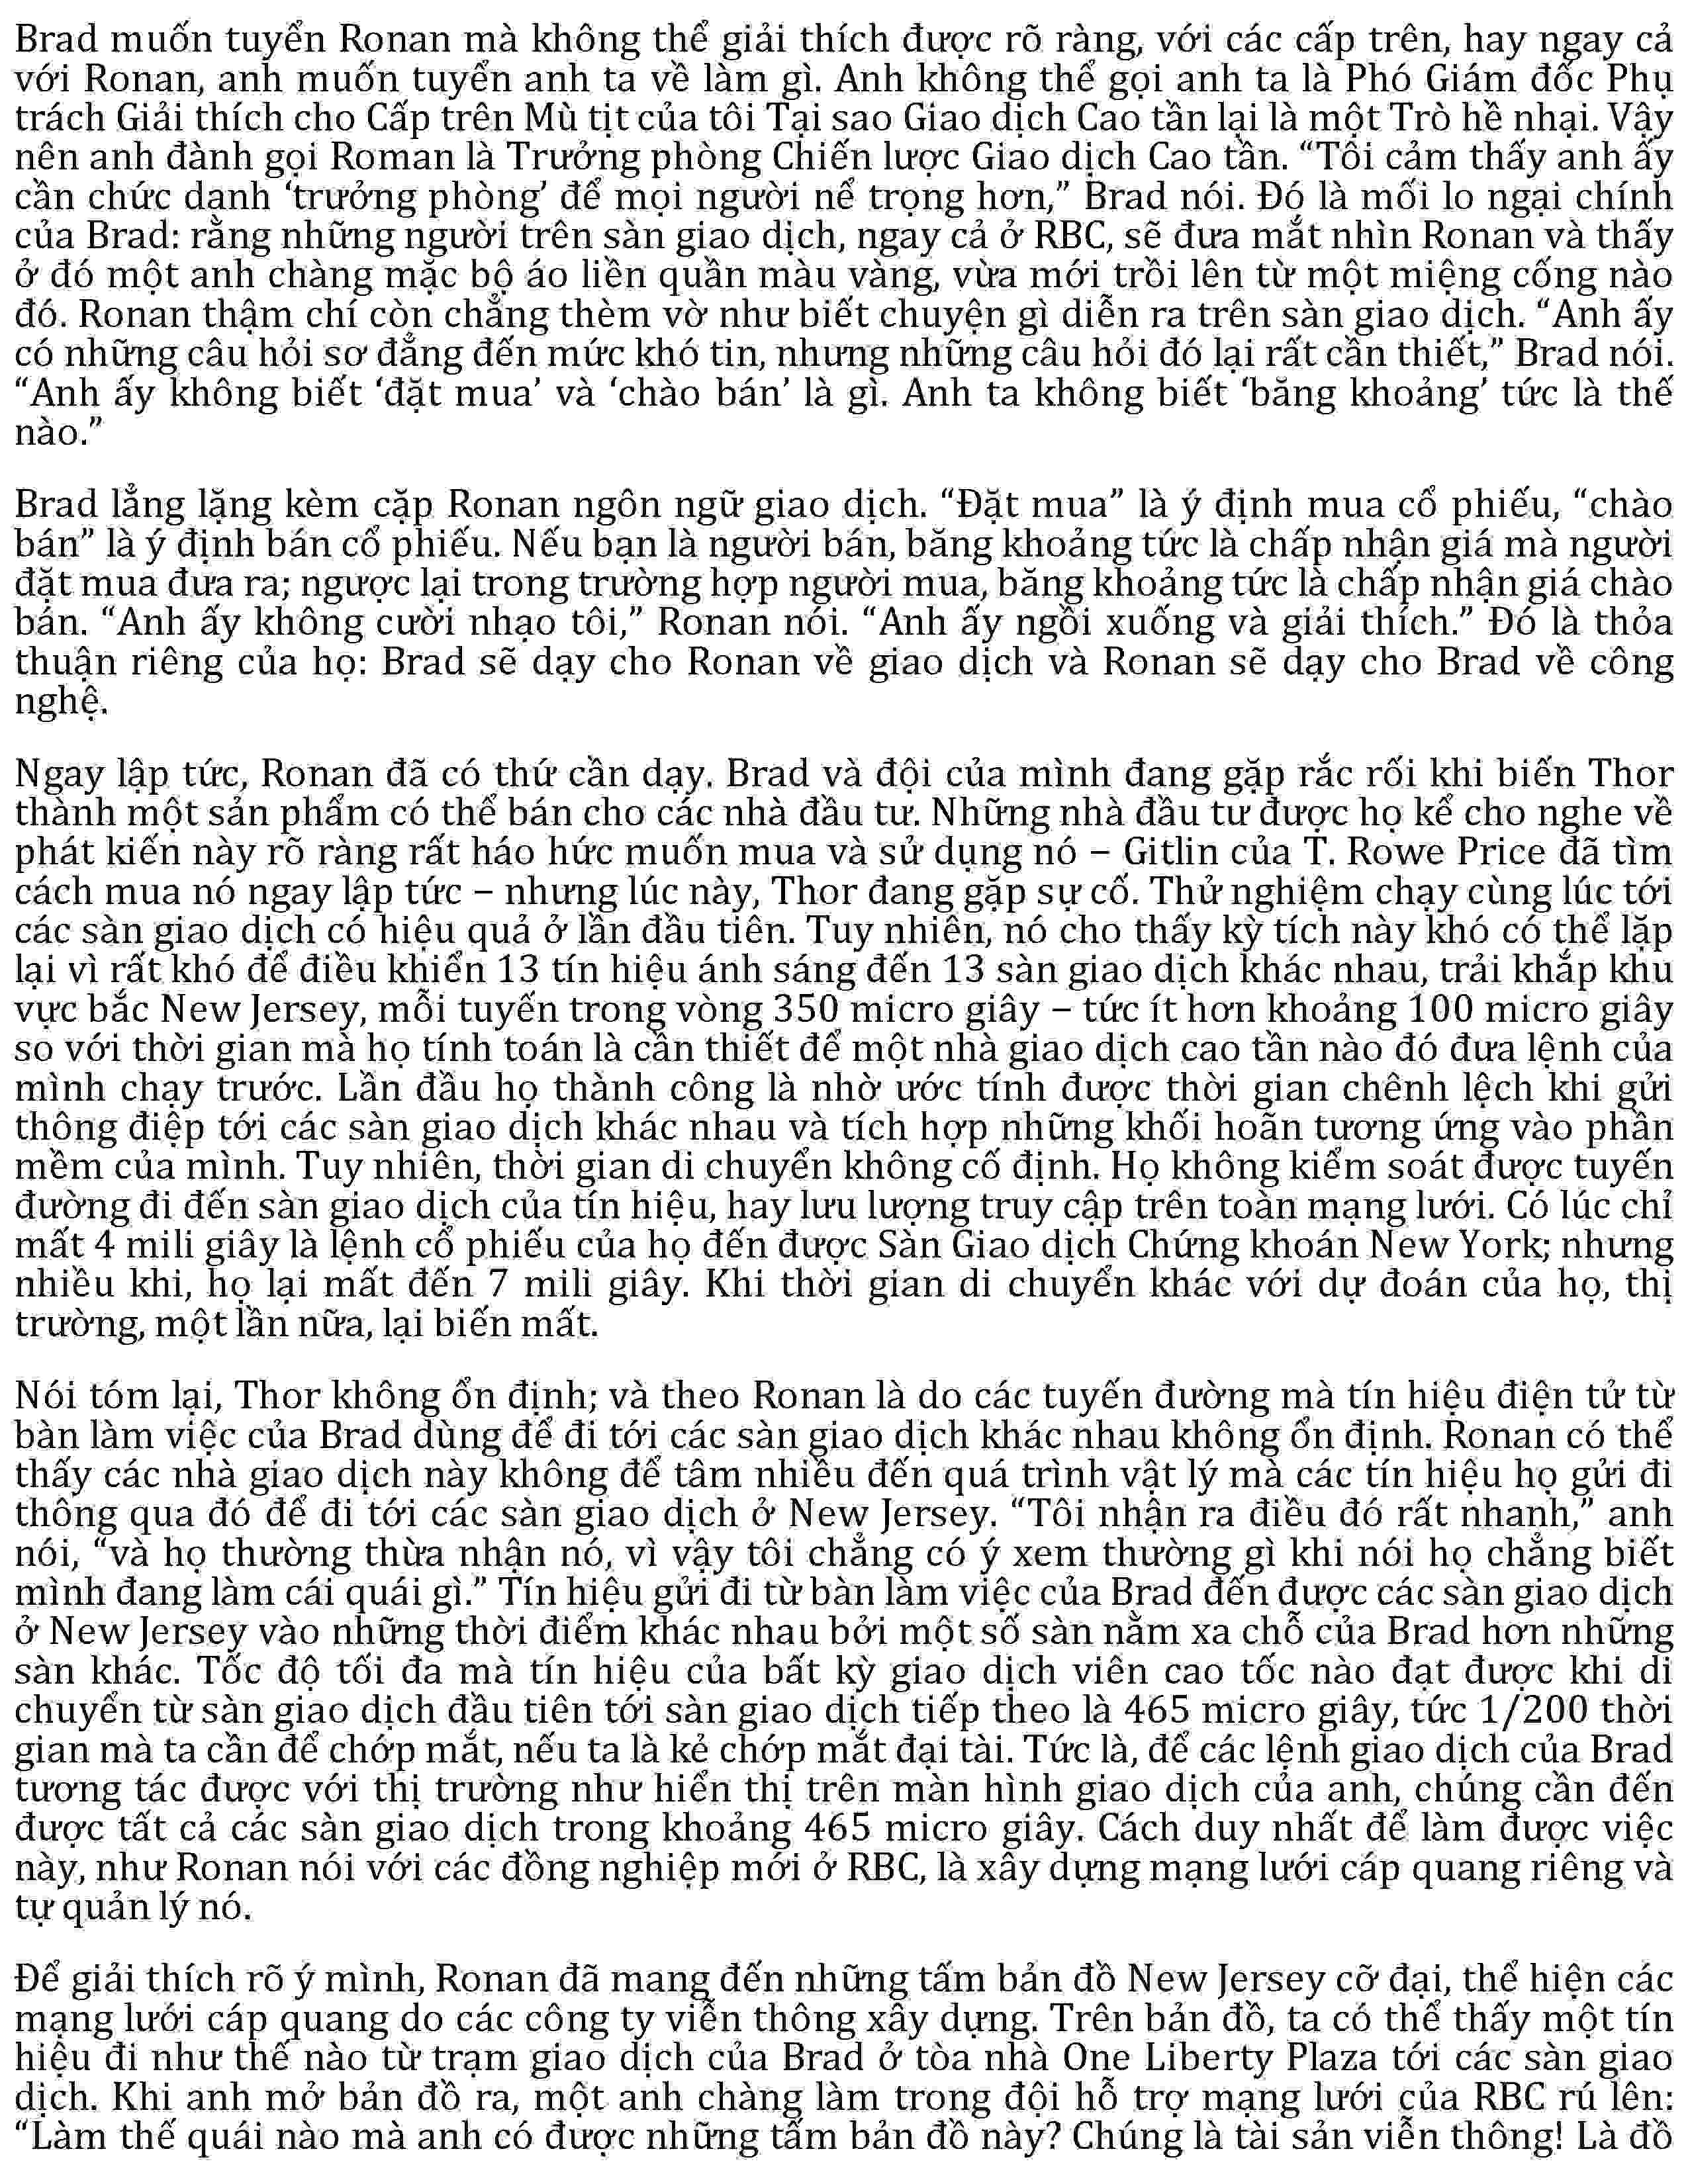 Brad muốn tuyển Ronan mà không thể giải thích được rõ ràng, với các cấp trên, hay ngay cả
với Ronan, anh muốn tuyển anh ta về làm gì. Anh không thể gọi anh ta là Phó Giám đốc Phụ
trách Giải thích cho Cấp trên Mù tịt của tôi Tại sao Giao dịch Cao tần lại là một Trò hề nhại. Vậy
nên anh đành gọi Roman là Trưởng phòng Chiến lược Giao dịch Cao tần. “Tôi cảm thấy anh ấy
cần chức danh ‘trưởng phòng’ để mọi người nể trọng hơn,” Brad nói. Đó là mối lo ngại chính
của Brad: rằng những người trên sàn giao dịch, ngay cả ở RBC, sẽ đưa mắt nhìn Ronan và thấy
ở đó một anh chàng mặc bộ áo liền quần màu vàng, vừa mới trồi lên từ một miệng cống nào
đó. Ronan thậm chí còn chẳng thèm vờ như biết chuyện gì diễn ra trên sàn giao dịch. “Anh ấy
có những câu hỏi sơ đẳng đến mức khó tin, nhưng những câu hỏi đó lại rất cần thiết,” Brad nói.
“Anh ấy không biết ‘đặt mua’ và ‘chào bán’ là gì. Anh ta không biết ‘băng khoảng’ tức là thế
nào.”
Brad lẳng lặng kèm cặp Ronan ngôn ngữ giao dịch. “Đặt mua” là ý định mua cổ phiếu, “chào
bán” là ý định bán cổ phiếu. Nếu bạn là người bán, băng khoảng tức là chấp nhận giá mà người
đặt mua đưa ra; ngược lại trong trường hợp người mua, băng khoảng tức là chấp nhận giá chào
bán. “Anh ấy không cười nhạo tôi,” Ronan nói. “Anh ấy ngồi xuống và giải thích.” Đó là thỏa
thuận riêng của họ: Brad sẽ dạy cho Ronan về giao dịch và Ronan sẽ dạy cho Brad về công
nghệ.
Ngay lập tức, Ronan đã có thứ cần dạy. Brad và đội của mình đang gặp rắc rối khi biến Thor
thành một sản phẩm có thể bán cho các nhà đầu tư. Những nhà đầu tư được họ kể cho nghe về
phát kiến này rõ ràng rất háo hức muốn mua và sử dụng nó – Gitlin của T. Rowe Price đã tìm
cách mua nó ngay lập tức – nhưng lúc này, Thor đang gặp sự cố. Thử nghiệm chạy cùng lúc tới
các sàn giao dịch có hiệu quả ở lần đầu tiên. Tuy nhiên, nó cho thấy kỳ tích này khó có thể lặp
lại vì rất khó để điều khiển 13 tín hiệu ánh sáng đến 13 sàn giao dịch khác nhau, trải khắp khu
vực bắc New Jersey, mỗi tuyến trong vòng 350 micro giây – tức ít hơn khoảng 100 micro giây
so với thời gian mà họ tính toán là cần thiết để một nhà giao dịch cao tần nào đó đưa lệnh của
mình chạy trước. Lần đầu họ thành công là nhờ ước tính được thời gian chênh lệch khi gửi
thông điệp tới các sàn giao dịch khác nhau và tích hợp những khối hoãn tương ứng vào phần
mềm của mình. Tuy nhiên, thời gian di chuyển không cố định. Họ không kiểm soát được tuyến
đường đi đến sàn giao dịch của tín hiệu, hay lưu lượng truy cập trên toàn mạng lưới. Có lúc chỉ
mất 4 mili giây là lệnh cổ phiếu của họ đến được Sàn Giao dịch Chứng khoán New York; nhưng
nhiều khi, họ lại mất đến 7 mili giây. Khi thời gian di chuyển khác với dự đoán của họ, thị
trường, một lần nữa, lại biến mất.
Nói tóm lại, Thor không ổn định; và theo Ronan là do các tuyến đường mà tín hiệu điện tử từ
bàn làm việc của Brad dùng để đi tới các sàn giao dịch khác nhau không ổn định. Ronan có thể
thấy các nhà giao dịch này không để tâm nhiều đến quá trình vật lý mà các tín hiệu họ gửi đi
thông qua đó để đi tới các sàn giao dịch ở New Jersey. “Tôi nhận ra điều đó rất nhanh,” anh
nói, “và họ thường thừa nhận nó, vì vậy tôi chẳng có ý xem thường gì khi nói họ chẳng biết
mình đang làm cái quái gì.” Tín hiệu gửi đi từ bàn làm việc của Brad đến được các sàn giao dịch
ở New Jersey vào những thời điểm khác nhau bởi một số sàn nằm xa chỗ của Brad hơn những
sàn khác. Tốc độ tối đa mà tín hiệu của bất kỳ giao dịch viên cao tốc nào đạt được khi di
chuyển từ sàn giao dịch đầu tiên tới sàn giao dịch tiếp theo là 465 micro giây, tức 1/200 thời
gian mà ta cần để chớp mắt, nếu ta là kẻ chớp mắt đại tài. Tức là, để các lệnh giao dịch của Brad
tương tác được với thị trường như hiển thị trên màn hình giao dịch của anh, chúng cần đến
được tất cả các sàn giao dịch trong khoảng 465 micro giây. Cách duy nhất để làm được việc
này, như Ronan nói với các đồng nghiệp mới ở RBC, là xây dựng mạng lưới cáp quang riêng và
tự quản lý nó.
Để giải thích rõ ý mình, Ronan đã mang đến những tấm bản đồ New Jersey cỡ đại, thể hiện các
mạng lưới cáp quang do các công ty viễn thông xây dựng. Trên bản đồ, ta có thể thấy một tín
hiệu đi như thế nào từ trạm giao dịch của Brad ở tòa nhà One Liberty Plaza tới các sàn giao
dịch. Khi anh mở bản đồ ra, một anh chàng làm trong đội hỗ trợ mạng lưới của RBC rú lên:
“Làm thế quái nào mà anh có được những tấm bản đồ này? Chúng là tài sản viễn thông! Là đồ